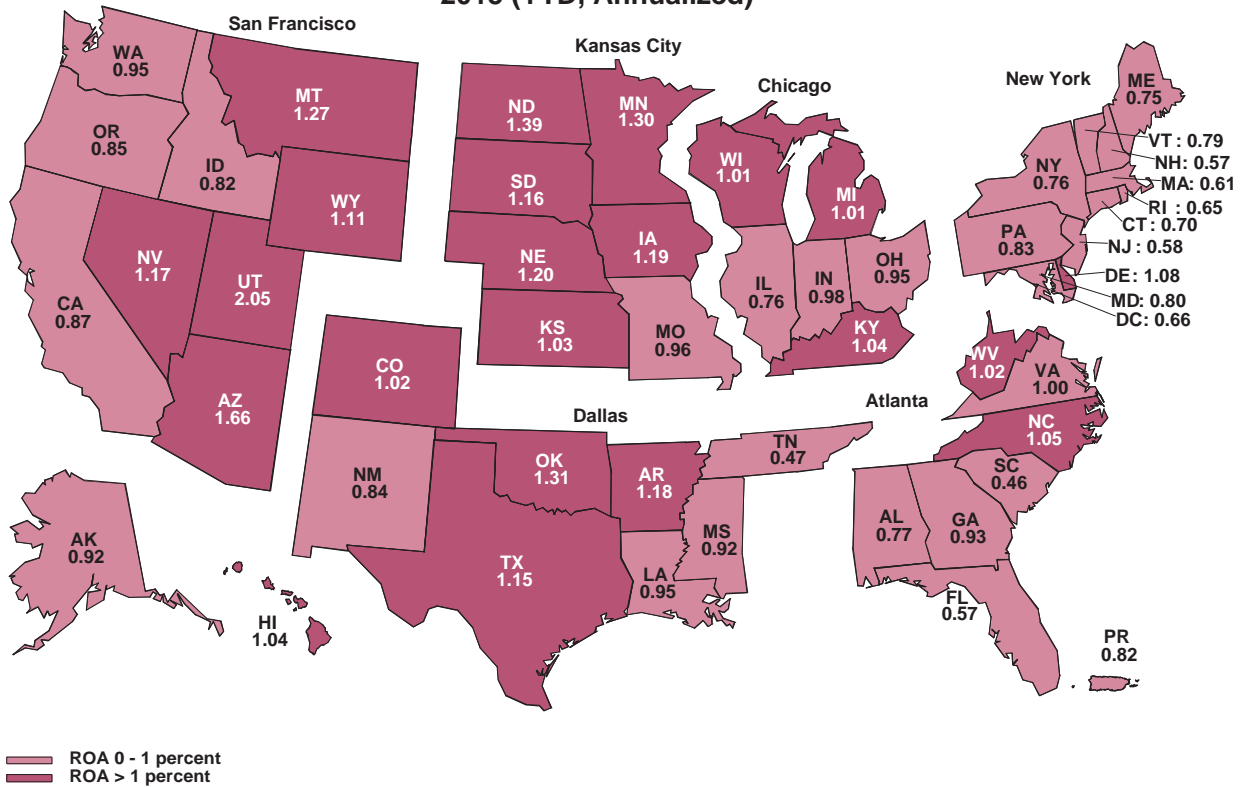 San Francisco
WA
0.95
OR
0.85
ID
0.82
MT
1.27
WY
1.11
NV
1.17
UT
2.05
CA
0.87
AZ
1.66
AK
0.92
HI
1.04
Kansas City
ND
1.39
MN
1.30
SD
1.16
NE
1.20
IA
1.19
KS
1.03
MO
0.96
Chicago
WI
1.01
MI
1.01
IL
0.76
IN
0.98
OH
0.95
KY
1.04
New York
ME
0.75
VT : 0.79
NH: 0.57
MA: 0.61
RI : 0.65
CT: 0.70
NJ: 0.58
DE: 1.08
MD: 0.80
DC: 0.66
NY
0.76
PA
0.83
Dallas
CO
1.02
NM
0.84
OK
1.31
TX
1.15
AR
1.18
LA
0.95
MS
0.92
TN
0.47
Atlanta
WV
1.02
VA
1.00
NC
1.05
SC
0.46
AL
0.77
GA
0.93
FL
0.57
PR
0.82
ROA 0 - 1 percent
ROA > 1 percent